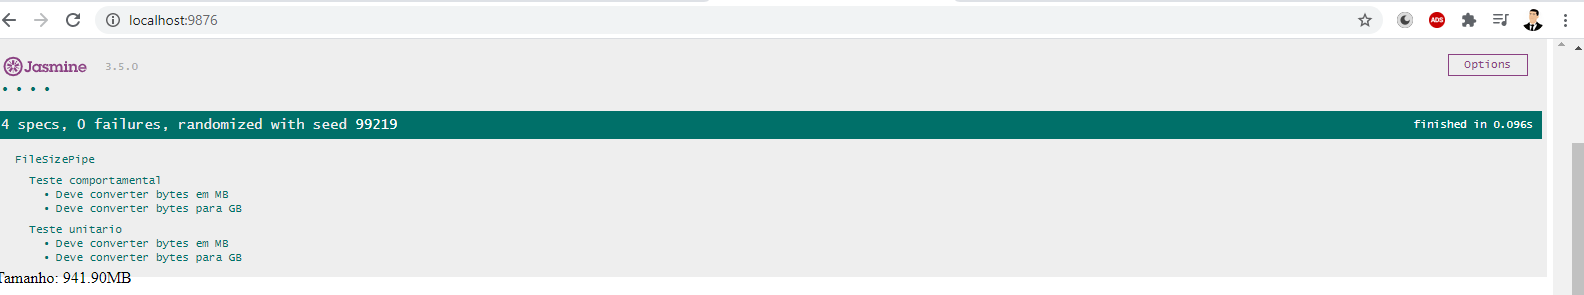 localhost:9876
ADS
Jasmine 3.5.0
Options
• • • •
4 specs, 0 failures, randomized with seed 99219
finished in 0.096s
FileSizePipe
Teste comportamental
• Deve converter bytes em MB
• Deve converter bytes para GB
Teste unitario
• Deve converter bytes em MB
• Deve converter bytes para GB
Tamanho: 941.90MB